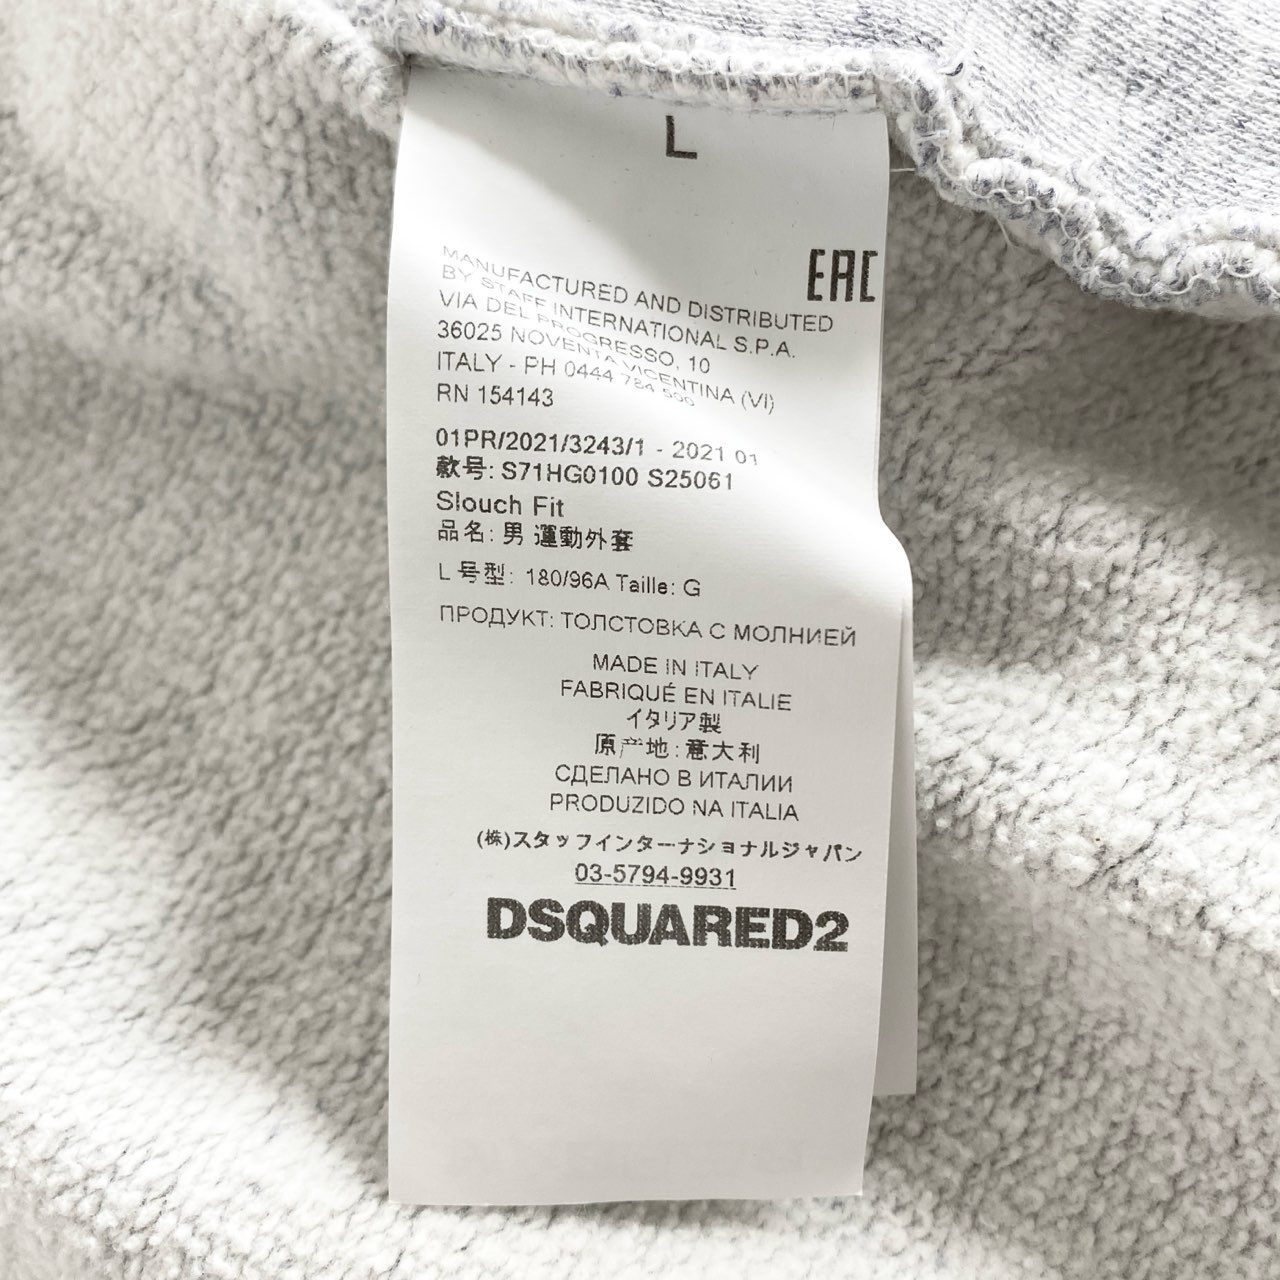 L
EAC
MANUFACTURED AND DISTRIBUTED
BY STAFF INTERNATIONAL S.P.A.
VIA DEL PROGRESSO, 10
36025 NOVENTA VICENTINA (VI)
ITALY - PH 0444 784 500
RN 154143
01PR/2021/3243/1 - 2021 01
款号: S71HG0100 S25061
Slouch Fit
品名: 男 運動外套
L 号型: 180/96A Taille: G
ПРОДУКТ: ТОЛСТОВКА С МОЛНИЕЙ
MADE IN ITALY
FABRIQUÉ EN ITALIE
イタリア製
原产地: 意大利
СДЕЛАНО В ИТАЛИИ
PRODUZIDO NA ITALIA
(株)スタッフインターナショナルジャパン
03-5794-9931
DSQUARED2